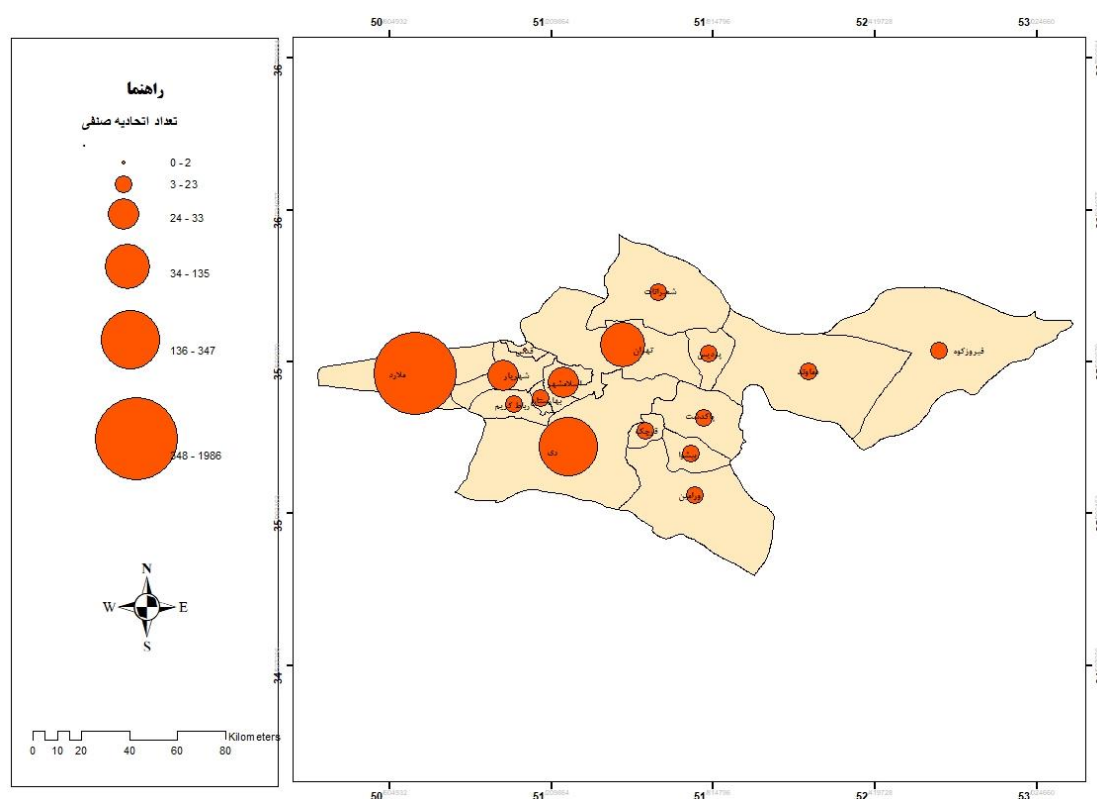 راهنما
تعداد اتحادیه صنفی
0 - 2
3 - 23
24 - 33
34 - 135
136 - 347
348 - 1986
N
W E
S
Kilometers
0 10 20 40 60 80
50 51 51 52 53
36
36
35
35
34
شمیرانات
تهران
پردیس
دماوند
فیروزکوه
ملارد
شهریار
اسلامشهر
بهارستان
رباط کریم
ری
قرچک
پاکدشت
پیشوا
ورامین
50 51 51 52 53